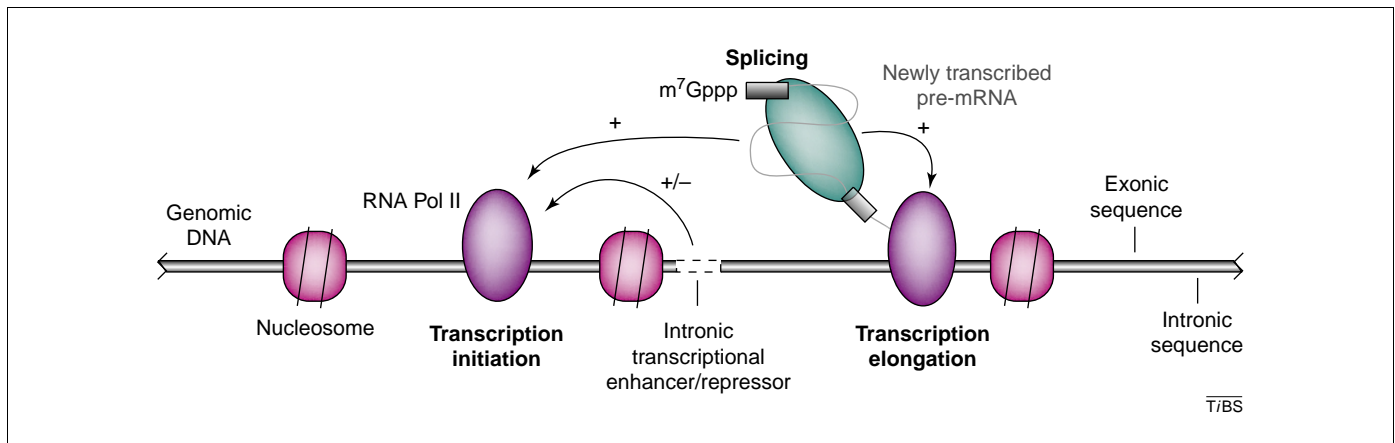 Splicing
m7Gppp
Newly transcribed
pre-mRNA
+
+
+/–
RNA Pol II
Genomic
DNA
Exonic
sequence
Nucleosome
Transcription
initiation
Intronic
transcriptional
enhancer/repressor
Transcription
elongation
Intronic
sequence
TiBS